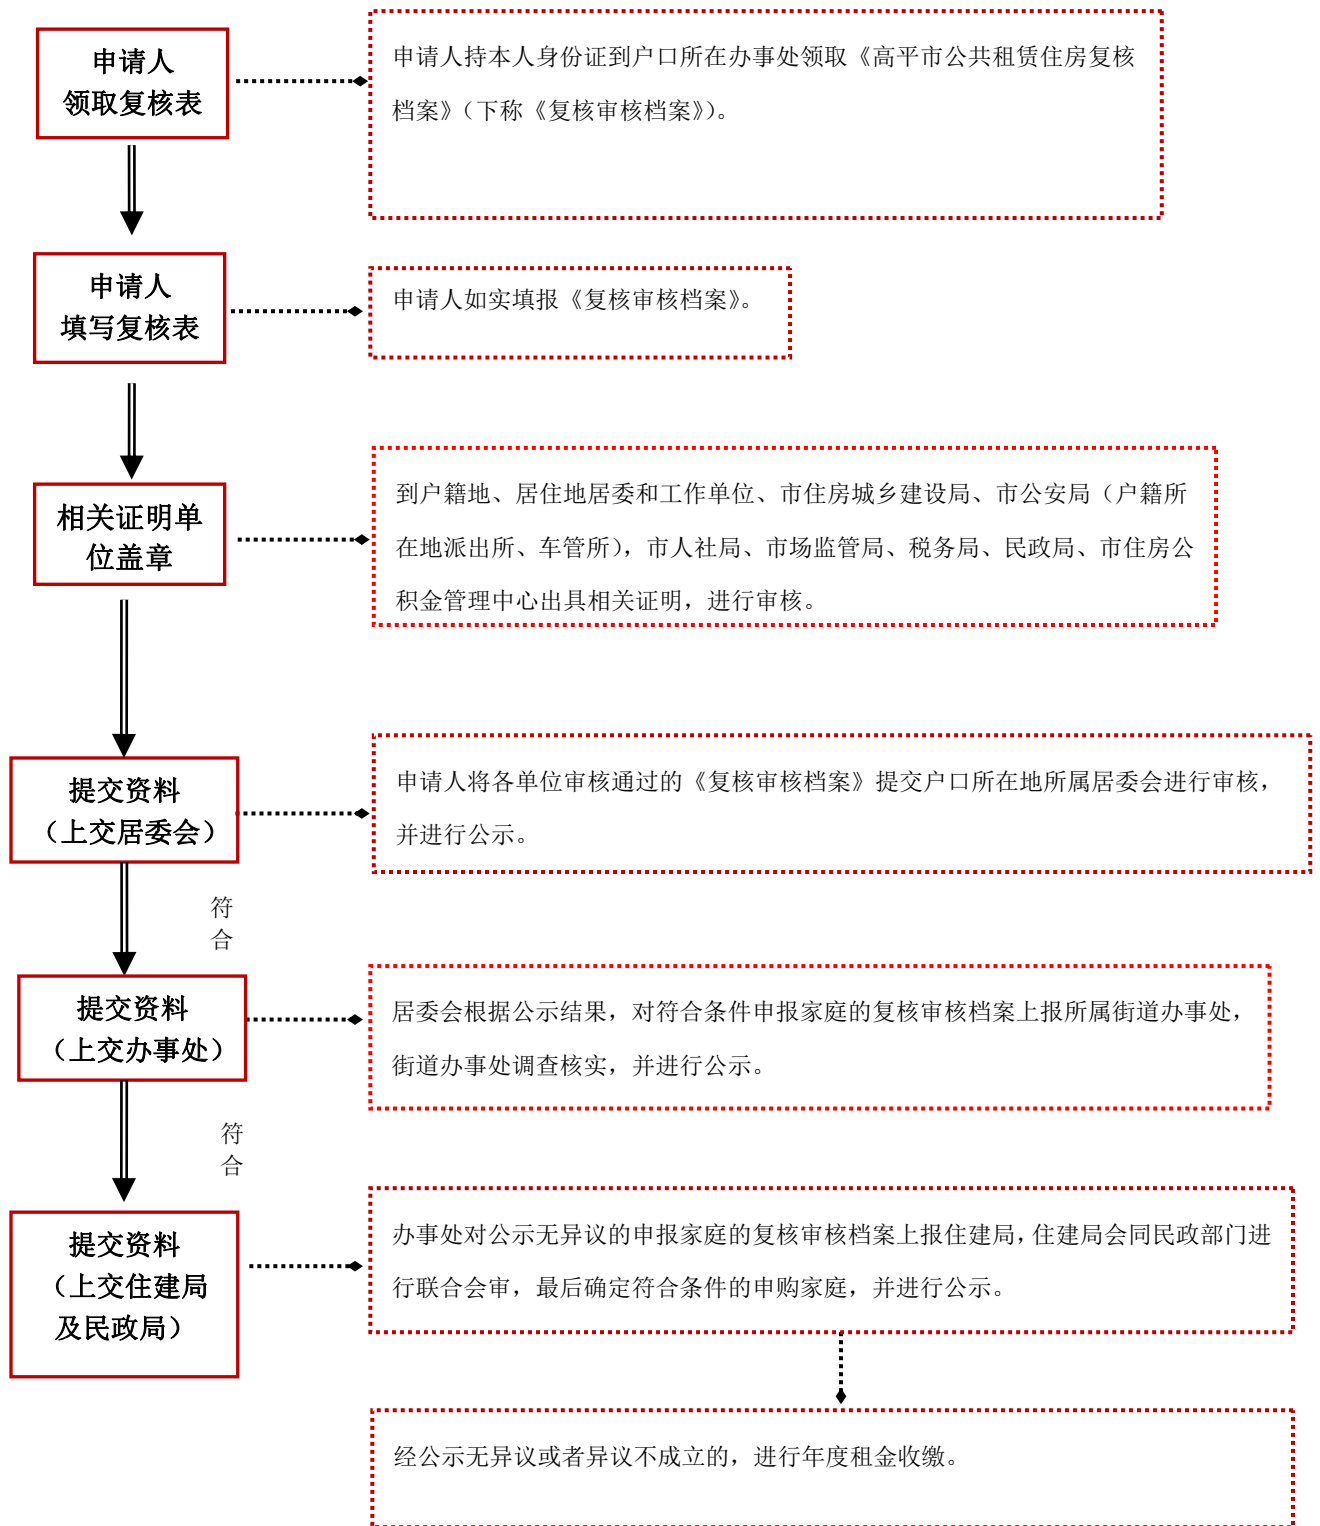 申请人
领取复核表
申请人持本人身份证到户口所在办事处领取《高平市公共租赁住房复核
档案》（下称《复核审核档案》）。
申请人
填写复核表
申请人如实填报《复核审核档案》。
相关证明单
位盖章
到户籍地、居住地居委和工作单位、市住房城乡建设局、市公安局（户籍所
在地派出所、车管所），市人社局、市场监管局、税务局、民政局、市住房公
积金管理中心出具相关证明，进行审核。
提交资料
（上交居委会）
申请人将各单位审核通过的《复核审核档案》提交户口所在地所属居委会进行审核，
并进行公示。
符
合
提交资料
（上交办事处）
居委会根据公示结果，对符合条件申报家庭的复核审核档案上报所属街道办事处，
街道办事处调查核实，并进行公示。
符
合
提交资料
（上交住建局
及民政局）
办事处对公示无异议的申报家庭的复核审核档案上报住建局，住建局会同民政部门进
行联合会审，最后确定符合条件的申购家庭，并进行公示。
经公示无异议或者异议不成立的，进行年度租金收缴。